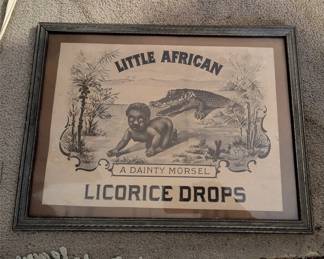 LITTLE AFRICAN
A DAINTY MORSEL
LICORICE DROPS